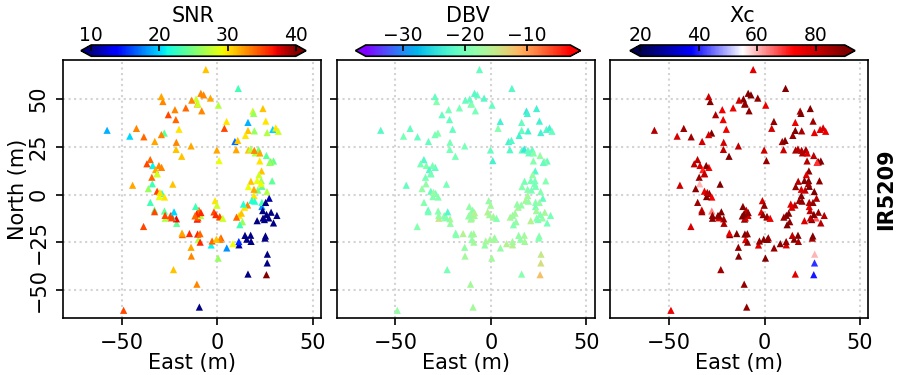 SNR DBV Xc
10 20 30 40 −30 −20 −10 20 40 60 80
50
25
0
−25
−50
North (m)
IR5209
−50 0 50 −50 0 50 −50 0 50
East (m) East (m) East (m)